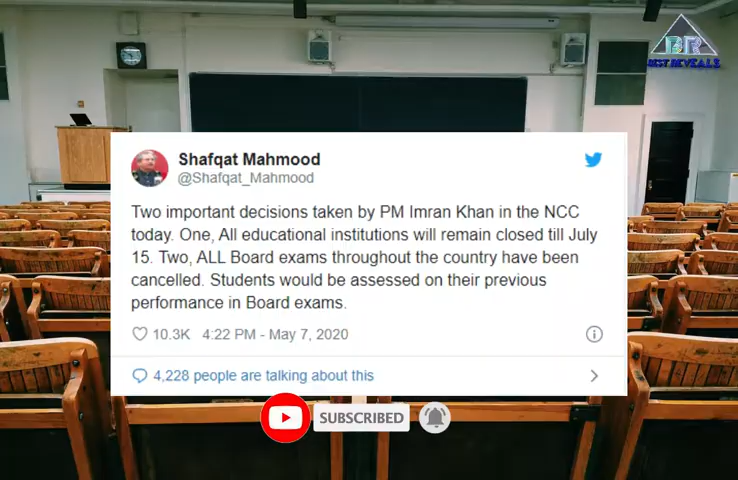 BR
BEST REVEALS
Shafqat Mahmood
@Shafqat_Mahmood
Two important decisions taken by PM Imran Khan in the NCC
today. One, All educational institutions will remain closed till July
15. Two, ALL Board exams throughout the country have been
cancelled. Students would be assessed on their previous
performance in Board exams.
10.3K 4:22 PM - May 7, 2020
4,228 people are talking about this
SUBSCRIBED